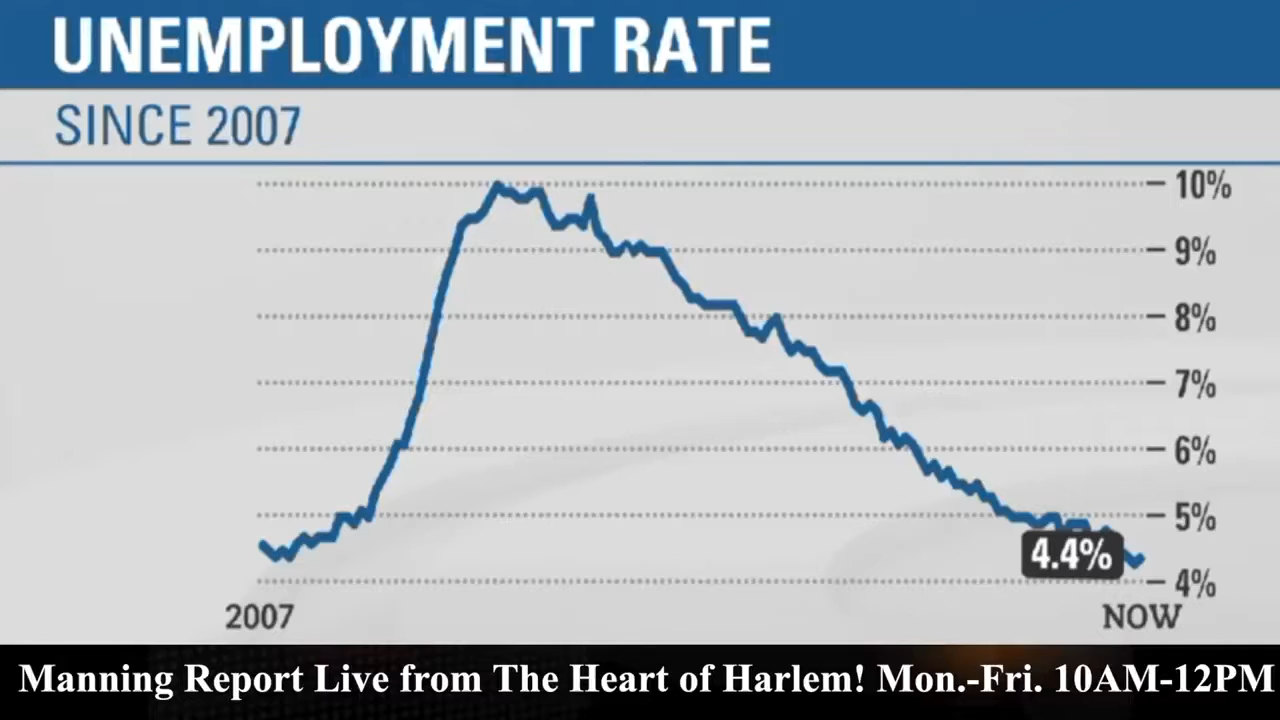 UNEMPLOYMENT RATE
SINCE 2007
10%
9%
8%
7%
6%
5%
4.4%
4%
2007 NOW
Manning Report Live from The Heart of Harlem! Mon.-Fri. 10AM-12PM